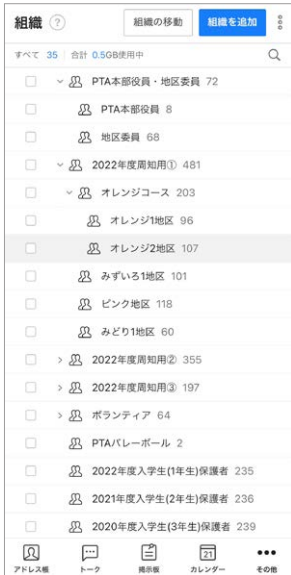 組織 ? 組織の移動 組織を追加
すべて 35 合計 0.5GB使用中
PTA本部役員・地区委員 72
PTA本部役員 8
地区委員 68
2022年度周知用① 481
オレンジコース 203
オレンジ1地区 96
オレンジ2地区 107
みずいろ1地区 101
ピンク地区 118
みどり1地区 60
2022年度周知用② 355
2022年度周知用③ 197
ボランティア 64
PTAバレーボール 2
2022年度入学生(1年生)保護者 235
2021年度入学生(2年生)保護者 236
2020年度入学生(3年生)保護者 239
21
アドレス帳 トーク 掲示板 カレンダー その他